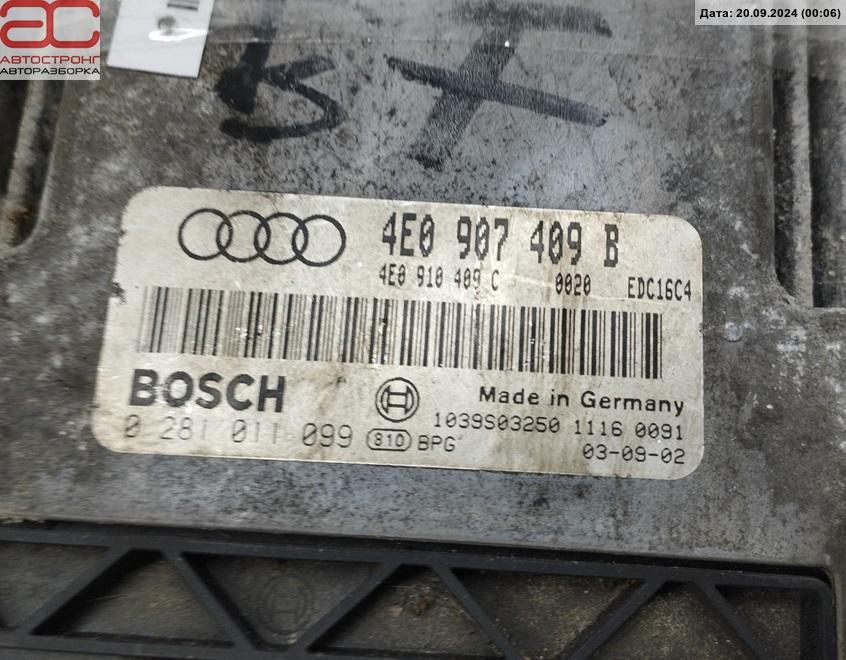 Дата: 20.09.2024 (00:06)
АС
АВТОСТРОНГ
АВТОРАЗБОРКА
4E0 907 409 B
4E0 910 409 C 0020 EDC16C4
BOSCH
Made in Germany
0 281 011 099 810 BPG
1039S03250 1116 0091
03-09-02